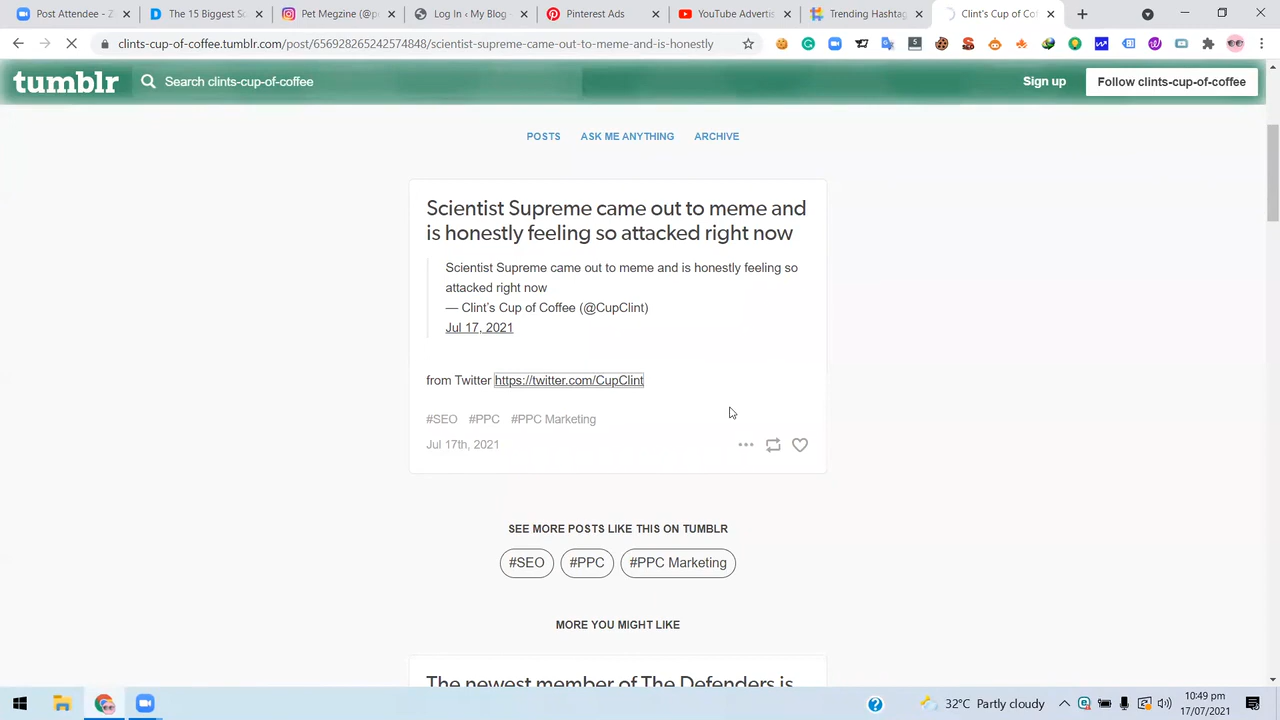 Post Attendee - Z
The 15 Biggest S
Instagram
Pet Megzine (@p
Log In ‹ My Blog
Pinterest Ads
YouTube Advertis
Trending Hashtag
Clint's Cup of Cof
clints-cup-of-coffee.tumblr.com/post/656928265242574848/scientist-supreme-came-out-to-meme-and-is-honestly
tumblr
Search clints-cup-of-coffee
Sign up
Follow clints-cup-of-coffee
POSTS ASK ME ANYTHING ARCHIVE
Scientist Supreme came out to meme and
is honestly feeling so attacked right now
Scientist Supreme came out to meme and is honestly feeling so
attacked right now
— Clint's Cup of Coffee (@CupClint)
Jul 17, 2021
from Twitter https://twitter.com/CupClint
#SEO #PPC #PPC Marketing
Jul 17th, 2021
SEE MORE POSTS LIKE THIS ON TUMBLR
#SEO #PPC #PPC Marketing
MORE YOU MIGHT LIKE
The newest member of The Defenders is
32°C Partly cloudy
10:49 pm
17/07/2021